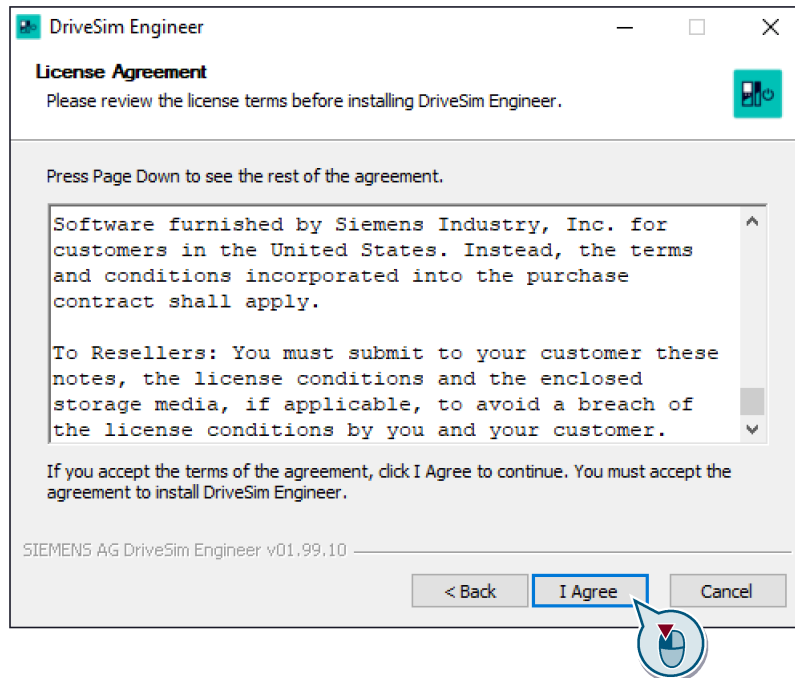 DriveSim Engineer
License Agreement
Please review the license terms before installing DriveSim Engineer.
Press Page Down to see the rest of the agreement.
Software furnished by Siemens Industry, Inc. for
customers in the United States. Instead, the terms
and conditions incorporated into the purchase
contract shall apply.
To Resellers: You must submit to your customer these
notes, the license conditions and the enclosed
storage media, if applicable, to avoid a breach of
the license conditions by you and your customer.
If you accept the terms of the agreement, click I Agree to continue. You must accept the
agreement to install DriveSim Engineer.
SIEMENS AG DriveSim Engineer v01.99.10
< Back I Agree Cancel